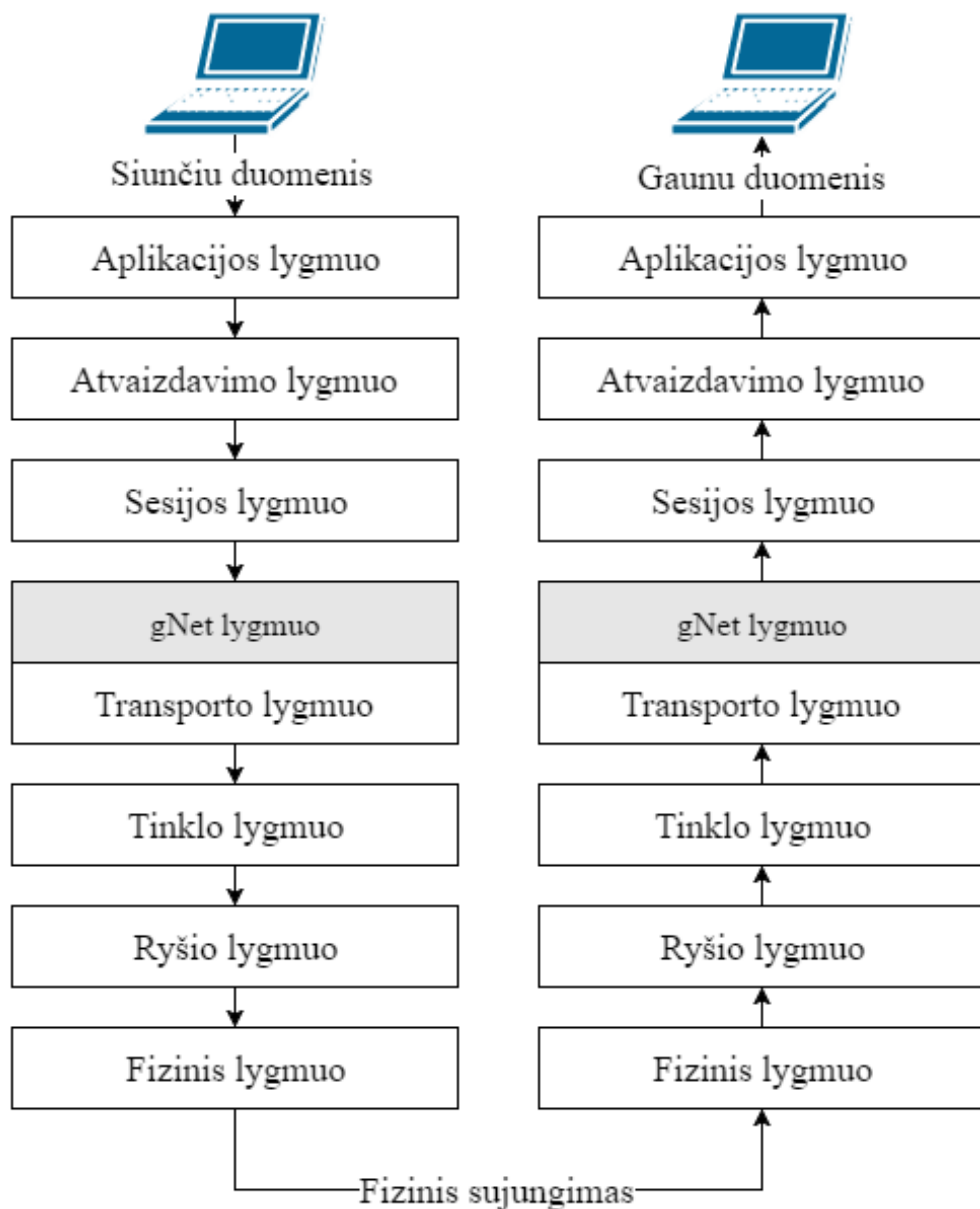 Siunčiu duomenis
Aplikacijos lygmuo
Atvaizdavimo lygmuo
Sesijos lygmuo
gNet lygmuo
Transporto lygmuo
Tinklo lygmuo
Ryšio lygmuo
Fizinis lygmuo
Gaunu duomenis
Aplikacijos lygmuo
Atvaizdavimo lygmuo
Sesijos lygmuo
gNet lygmuo
Transporto lygmuo
Tinklo lygmuo
Ryšio lygmuo
Fizinis lygmuo
Fizinis sujungimas